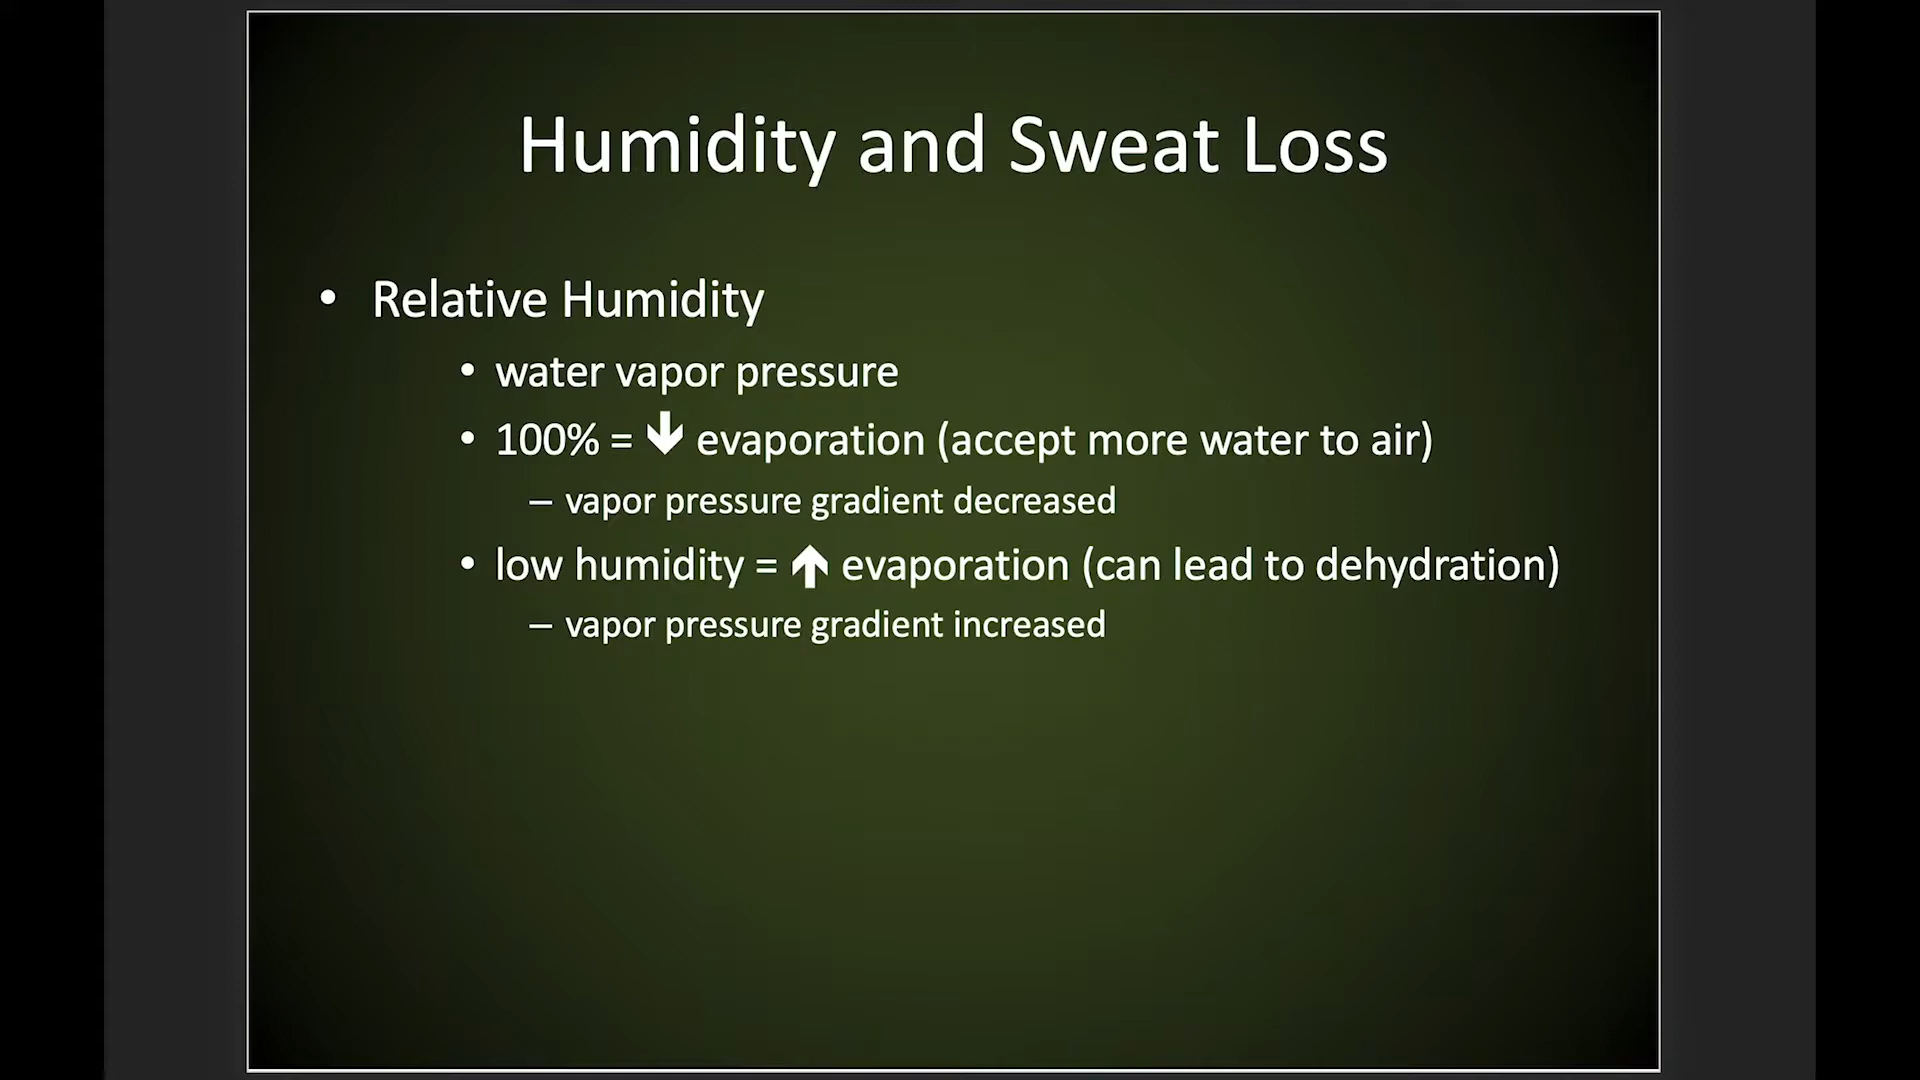 Humidity and Sweat Loss
• Relative Humidity
• water vapor pressure
• 100% = 🡇 evaporation (accept more water to air)
– vapor pressure gradient decreased
• low humidity = 🡅 evaporation (can lead to dehydration)
– vapor pressure gradient increased